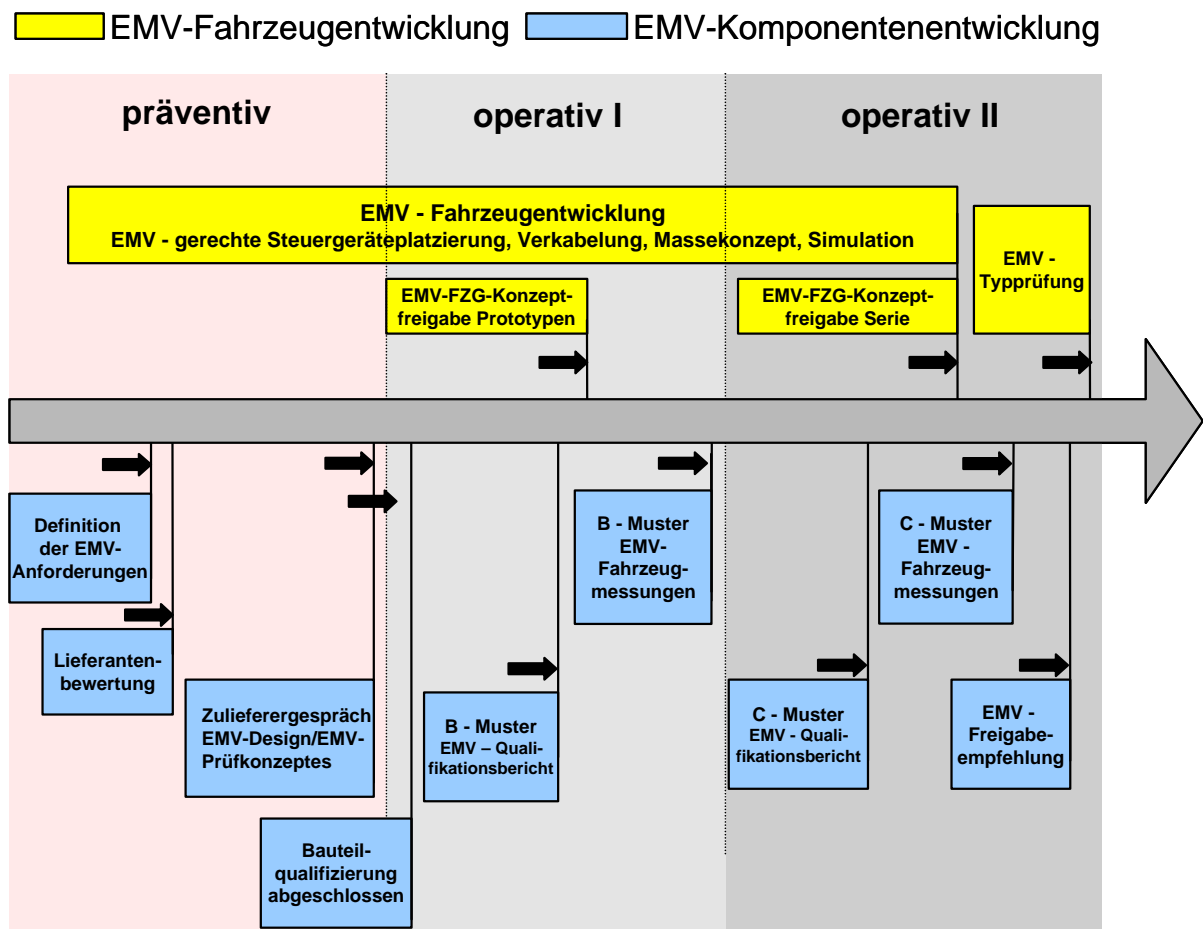 EMV-Fahrzeugentwicklung
EMV-Komponentenentwicklung
präventiv
operativ I
operativ II
EMV - Fahrzeugentwicklung
EMV - gerechte Steuergeräteplatzierung, Verkabelung, Massekonzept, Simulation
EMV -
Typprüfung
EMV-FZG-Konzept-
freigabe Prototypen
EMV-FZG-Konzept-
freigabe Serie
Definition
der EMV-
Anforderungen
Lieferanten-
bewertung
Zulieferergespräch
EMV-Design/EMV-
Prüfkonzeptes
Bauteil-
qualifizierung
abgeschlossen
B - Muster
EMV – Quali-
fikationsbericht
B - Muster
EMV-
Fahrzeug-
messungen
C - Muster
EMV - Quali-
fikationsbericht
C - Muster
EMV -
Fahrzeug-
messungen
EMV -
Freigabe-
empfehlung